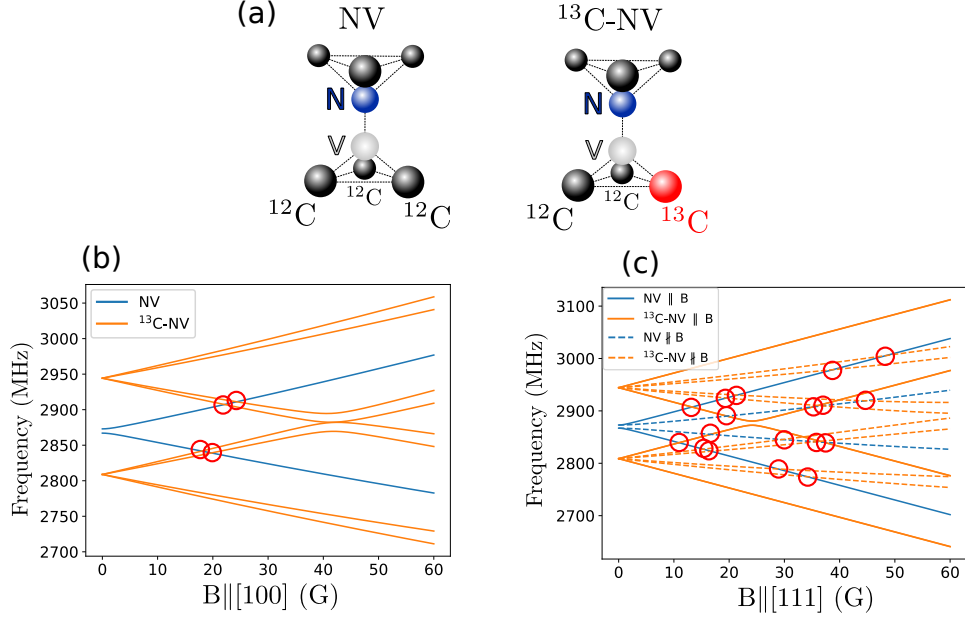 (a)
NV
¹³C-NV
N
N
V
V
¹²C
¹²C
¹²C
¹²C
¹²C
¹³C
(b)
NV
¹³C-NV
3050
3000
2950
2900
2850
2800
2750
2700
Frequency (MHz)
0 10 20 30 40 50 60
B∥[100] (G)
(c)
NV ∥ B
¹³C-NV ∥ B
NV ∦ B
¹³C-NV ∦ B
3100
3000
2900
2800
2700
Frequency (MHz)
0 10 20 30 40 50 60
B∥[111] (G)